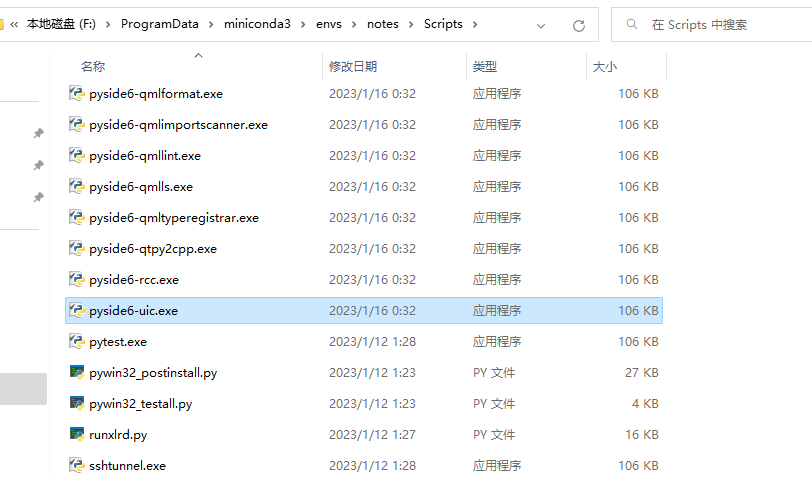 « 本地磁盘 (F:) › ProgramData › miniconda3 › envs › notes › Scripts › 在 Scripts 中搜索
名称 修改日期 类型 大小
pyside6-qmlformat.exe 2023/1/16 0:32 应用程序 106 KB
pyside6-qmlimportscanner.exe 2023/1/16 0:32 应用程序 106 KB
pyside6-qmllint.exe 2023/1/16 0:32 应用程序 106 KB
pyside6-qmlls.exe 2023/1/16 0:32 应用程序 106 KB
pyside6-qmltyperegistrar.exe 2023/1/16 0:32 应用程序 106 KB
pyside6-qtpy2cpp.exe 2023/1/16 0:32 应用程序 106 KB
pyside6-rcc.exe 2023/1/16 0:32 应用程序 106 KB
pyside6-uic.exe 2023/1/16 0:32 应用程序 106 KB
pytest.exe 2023/1/12 1:28 应用程序 106 KB
pywin32_postinstall.py 2023/1/12 1:23 PY 文件 27 KB
pywin32_testall.py 2023/1/12 1:23 PY 文件 4 KB
runxlrd.py 2023/1/12 1:27 PY 文件 16 KB
sshtunnel.exe 2023/1/12 1:28 应用程序 106 KB